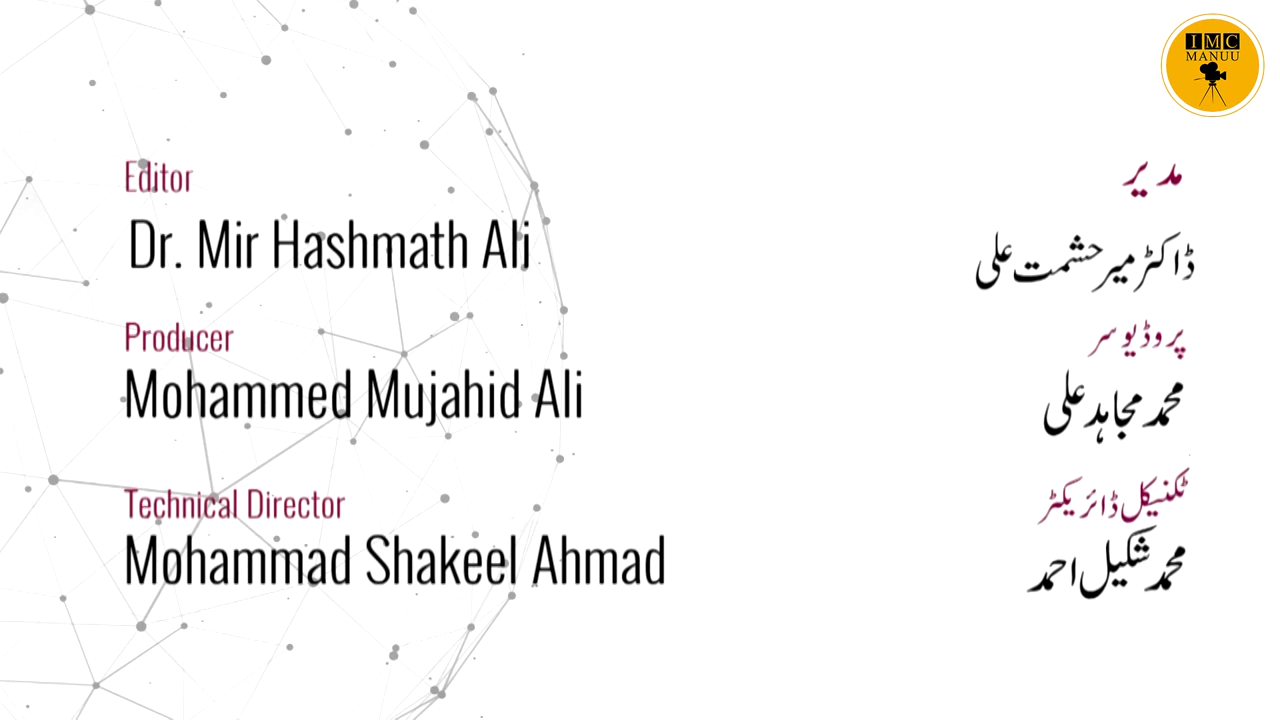 IMC
MANUU
Editor
مدیر
Dr. Mir Hashmath Ali
ڈاکٹر میر حشمت علی
Producer
پروڈیوسر
Mohammed Mujahid Ali
محمد مجاہد علی
Technical Director
ٹکنیکل ڈائریکٹر
Mohammad Shakeel Ahmad
محمد شکیل احمد